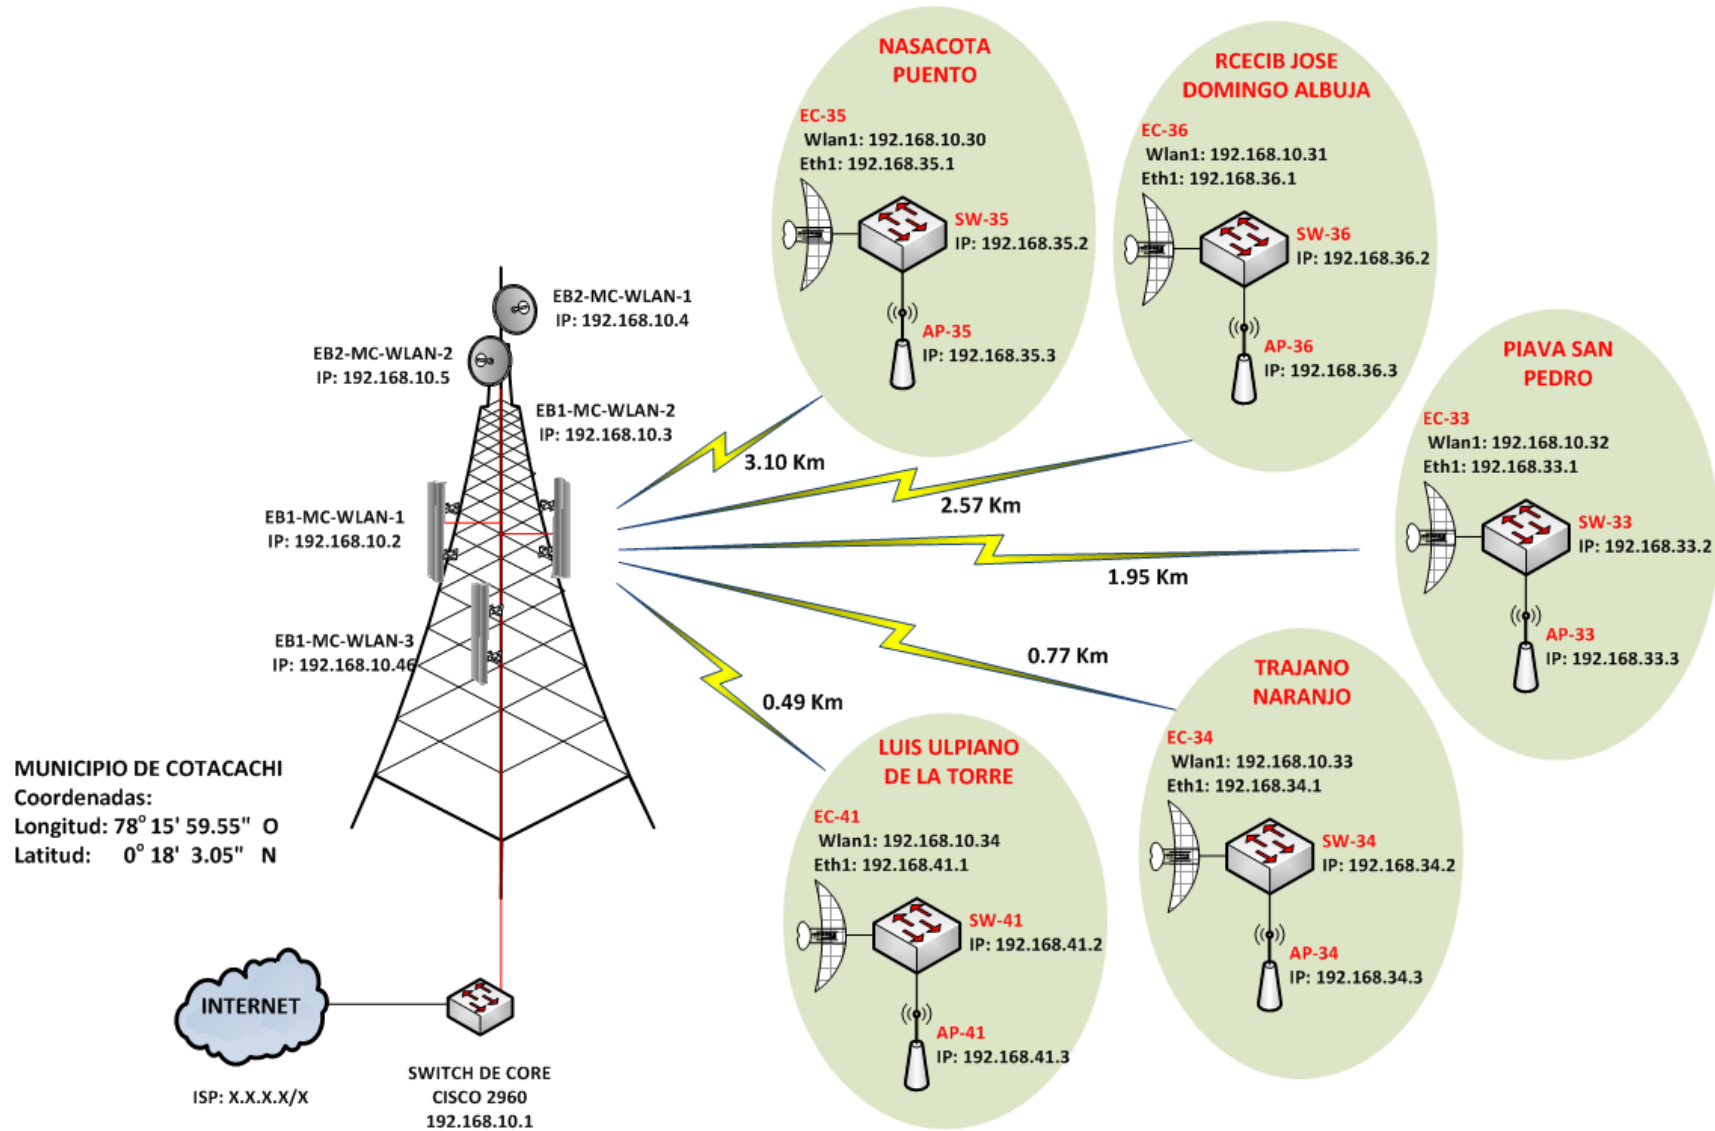 NASACOTA
PUENTO
EC-35
Wlan1: 192.168.10.30
Eth1: 192.168.35.1
SW-35
IP: 192.168.35.2
AP-35
IP: 192.168.35.3
RCECIB JOSE
DOMINGO ALBUJA
EC-36
Wlan1: 192.168.10.31
Eth1: 192.168.36.1
SW-36
IP: 192.168.36.2
AP-36
IP: 192.168.36.3
PIAVA SAN
PEDRO
EC-33
Wlan1: 192.168.10.32
Eth1: 192.168.33.1
SW-33
IP: 192.168.33.2
AP-33
IP: 192.168.33.3
TRAJANO
NARANJO
EC-34
Wlan1: 192.168.10.33
Eth1: 192.168.34.1
SW-34
IP: 192.168.34.2
AP-34
IP: 192.168.34.3
LUIS ULPIANO
DE LA TORRE
EC-41
Wlan1: 192.168.10.34
Eth1: 192.168.41.1
SW-41
IP: 192.168.41.2
AP-41
IP: 192.168.41.3
3.10 Km
2.57 Km
1.95 Km
0.77 Km
0.49 Km
EB2-MC-WLAN-1
IP: 192.168.10.4
EB2-MC-WLAN-2
IP: 192.168.10.5
EB1-MC-WLAN-2
IP: 192.168.10.3
EB1-MC-WLAN-1
IP: 192.168.10.2
EB1-MC-WLAN-3
IP: 192.168.10.46
MUNICIPIO DE COTACACHI
Coordenadas:
Longitud: 78° 15' 59.55" O
Latitud: 0° 18' 3.05" N
INTERNET
ISP: X.X.X.X/X
SWITCH DE CORE
CISCO 2960
192.168.10.1